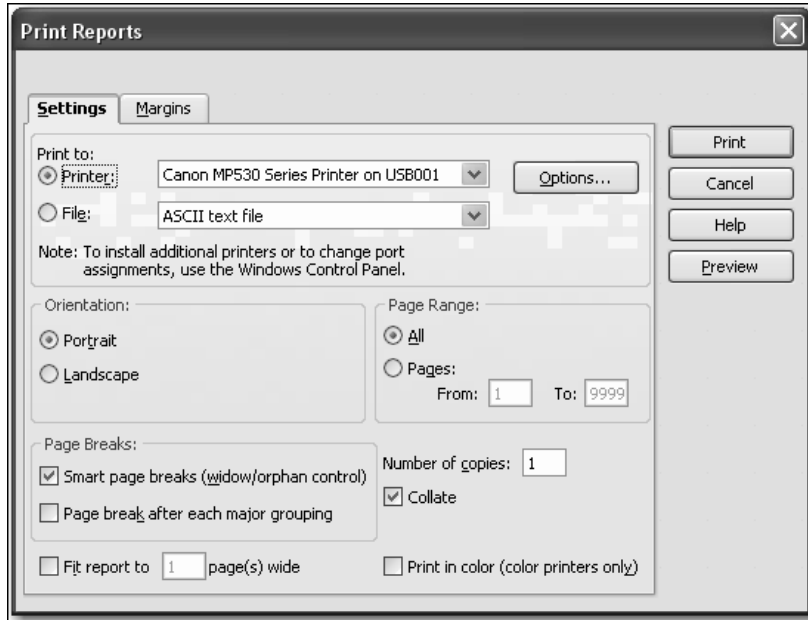 Print Reports
Settings
Margins
Print to:
Printer:
Canon MP530 Series Printer on USB001
Options...
File:
ASCII text file
Note: To install additional printers or to change port
assignments, use the Windows Control Panel.
Print
Cancel
Help
Preview
Orientation:
Portrait
Landscape
Page Range:
All
Pages:
From: 1 To: 9999
Page Breaks:
Smart page breaks (widow/orphan control)
Page break after each major grouping
Number of copies: 1
Collate
Fit report to 1 page(s) wide
Print in color (color printers only)